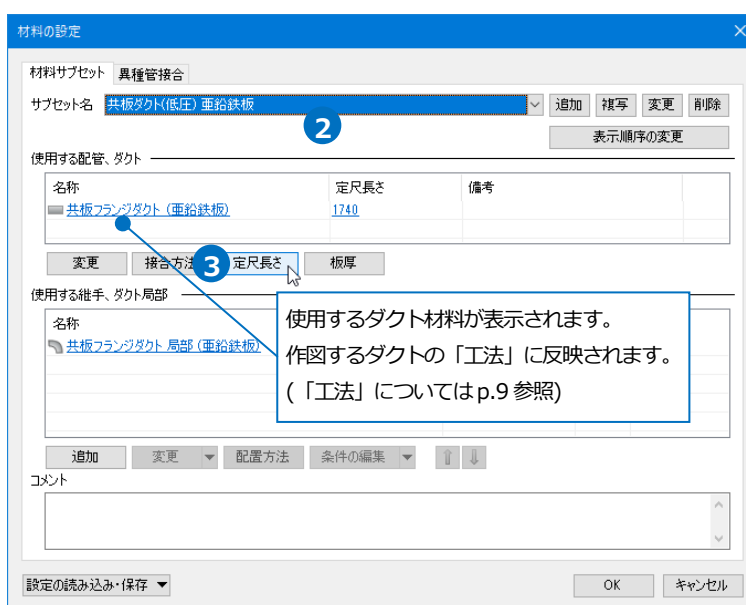 材料の設定
材料サブセット 異種管接合
サブセット名 共板ダクト(低圧) 亜鉛鉄板 追加 複写 変更 削除
2
表示順序の変更
使用する配管、ダクト
名称 定尺長さ 備考
共板フランジダクト (亜鉛鉄板) 1740
変更 接合方法 3 定尺長さ 板厚
使用する継手、ダクト局部
名称
共板フランジダクト 局部 (亜鉛鉄板)
使用するダクト材料が表示されます。
作図するダクトの「工法」に反映されます。
(「工法」についてはp.9 参照)
追加 変更 配置方法 条件の編集
コメント
設定の読み込み・保存 OK キャンセル